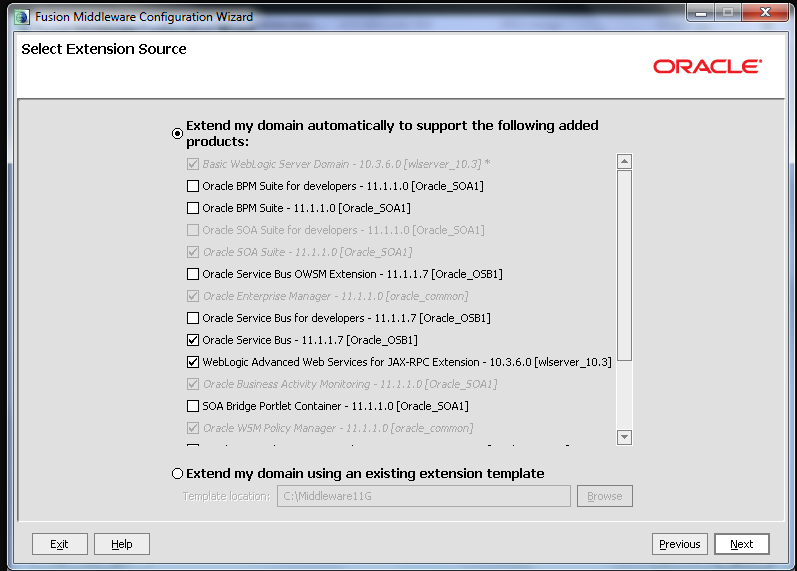 Fusion Middleware Configuration Wizard
Select Extension Source
ORACLE
Extend my domain automatically to support the following added
products:
Basic WebLogic Server Domain - 10.3.6.0 [wlserver_10.3] *
Oracle BPM Suite for developers - 11.1.1.0 [Oracle_SOA1]
Oracle BPM Suite - 11.1.1.0 [Oracle_SOA1]
Oracle SOA Suite for developers - 11.1.1.0 [Oracle_SOA1]
Oracle SOA Suite - 11.1.1.0 [Oracle_SOA1]
Oracle Service Bus OWSM Extension - 11.1.1.7 [Oracle_OSB1]
Oracle Enterprise Manager - 11.1.1.0 [oracle_common]
Oracle Service Bus for developers - 11.1.1.7 [Oracle_OSB1]
Oracle Service Bus - 11.1.1.7 [Oracle_OSB1]
WebLogic Advanced Web Services for JAX-RPC Extension - 10.3.6.0 [wlserver_10.3]
Oracle Business Activity Monitoring - 11.1.1.0 [Oracle_SOA1]
SOA Bridge Portlet Container - 11.1.1.0 [Oracle_SOA1]
Oracle WSM Policy Manager - 11.1.1.0 [oracle_common]
Extend my domain using an existing extension template
Template location: C:\Middleware11G Browse
Exit Help Previous Next